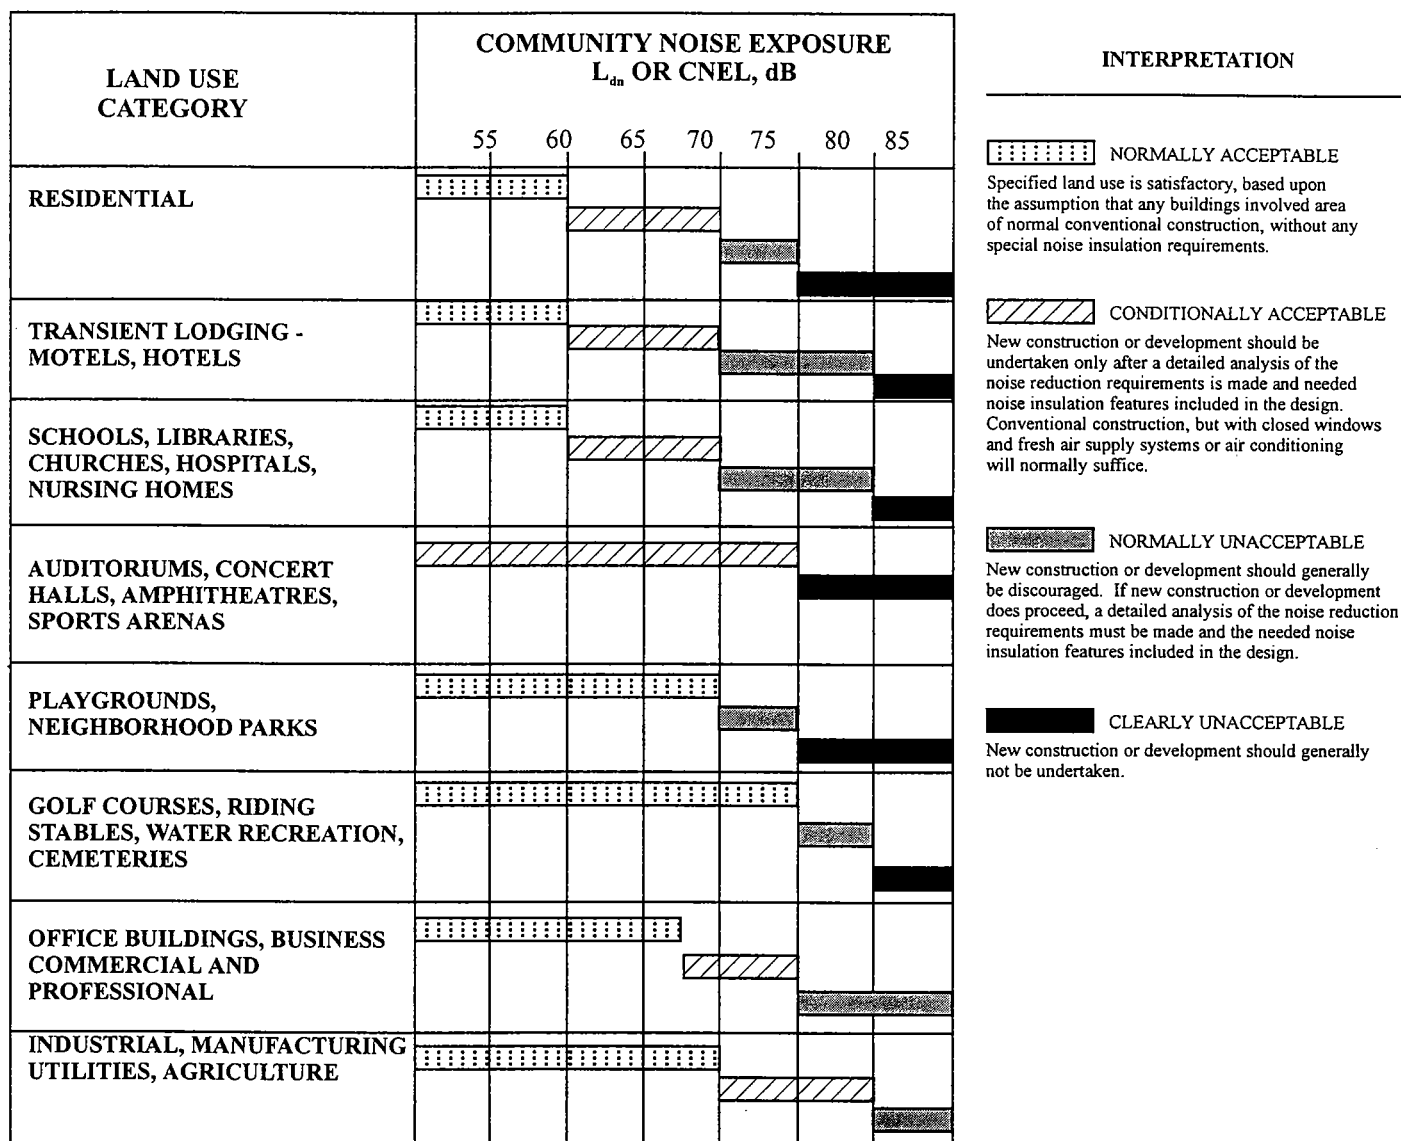 LAND USE
CATEGORY
COMMUNITY NOISE EXPOSURE
L_dn OR CNEL, dB
55 60 65 70 75 80 85
RESIDENTIAL
TRANSIENT LODGING -
MOTELS, HOTELS
SCHOOLS, LIBRARIES,
CHURCHES, HOSPITALS,
NURSING HOMES
AUDITORIUMS, CONCERT
HALLS, AMPHITHEATRES,
SPORTS ARENAS
PLAYGROUNDS,
NEIGHBORHOOD PARKS
GOLF COURSES, RIDING
STABLES, WATER RECREATION,
CEMETERIES
OFFICE BUILDINGS, BUSINESS
COMMERCIAL AND
PROFESSIONAL
INDUSTRIAL, MANUFACTURING
UTILITIES, AGRICULTURE
INTERPRETATION
NORMALLY ACCEPTABLE
Specified land use is satisfactory, based upon
the assumption that any buildings involved area
of normal conventional construction, without any
special noise insulation requirements.
CONDITIONALLY ACCEPTABLE
New construction or development should be
undertaken only after a detailed analysis of the
noise reduction requirements is made and needed
noise insulation features included in the design.
Conventional construction, but with closed windows
and fresh air supply systems or air conditioning
will normally suffice.
NORMALLY UNACCEPTABLE
New construction or development should generally
be discouraged. If new construction or development
does proceed, a detailed analysis of the noise reduction
requirements must be made and the needed noise
insulation features included in the design.
CLEARLY UNACCEPTABLE
New construction or development should generally
not be undertaken.